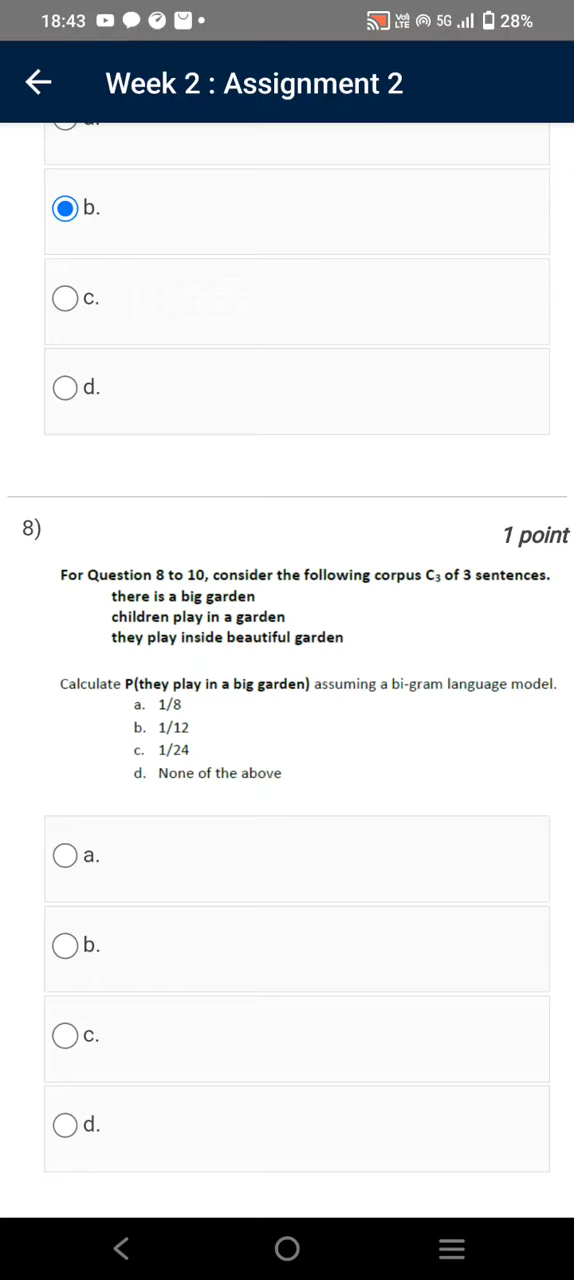 18:43 Vo) LTE 5G 28%
Week 2 : Assignment 2
b.
c.
d.
8)
1 point
For Question 8 to 10, consider the following corpus C₃ of 3 sentences.
there is a big garden
children play in a garden
they play inside beautiful garden
Calculate P(they play in a big garden) assuming a bi-gram language model.
a. 1/8
b. 1/12
c. 1/24
d. None of the above
a.
b.
c.
d.